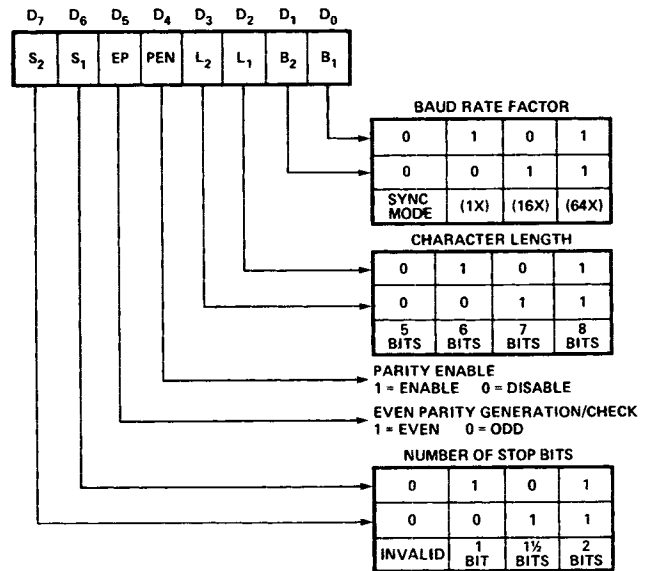 D₇ D₆ D₅ D₄ D₃ D₂ D₁ D₀
S₂ S₁ EP PEN L₂ L₁ B₂ B₁
BAUD RATE FACTOR
0 1 0 1
0 0 1 1
SYNC MODE (1X) (16X) (64X)
CHARACTER LENGTH
0 1 0 1
0 0 1 1
5 BITS 6 BITS 7 BITS 8 BITS
PARITY ENABLE
1 = ENABLE 0 = DISABLE
EVEN PARITY GENERATION/CHECK
1 = EVEN 0 = ODD
NUMBER OF STOP BITS
0 1 0 1
0 0 1 1
INVALID 1 BIT 1½ BITS 2 BITS